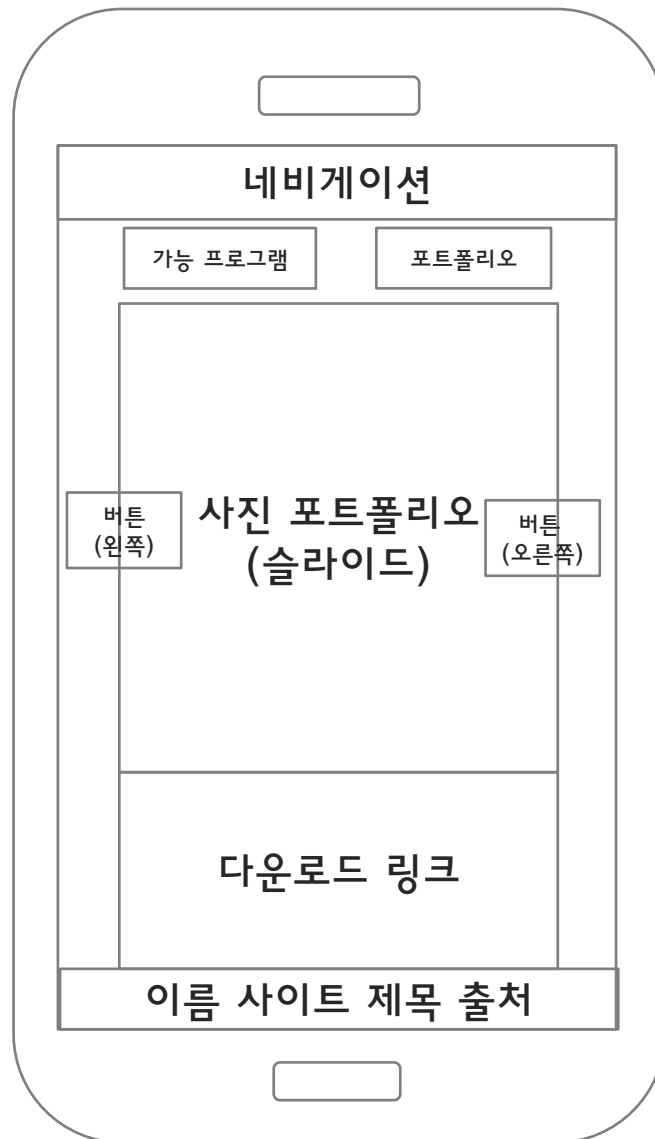 네비게이션
가능 프로그램
포트폴리오
사진 포트폴리오
(슬라이드)
버튼
(왼쪽)
버튼
(오른쪽)
다운로드 링크
이름 사이트 제목 출처